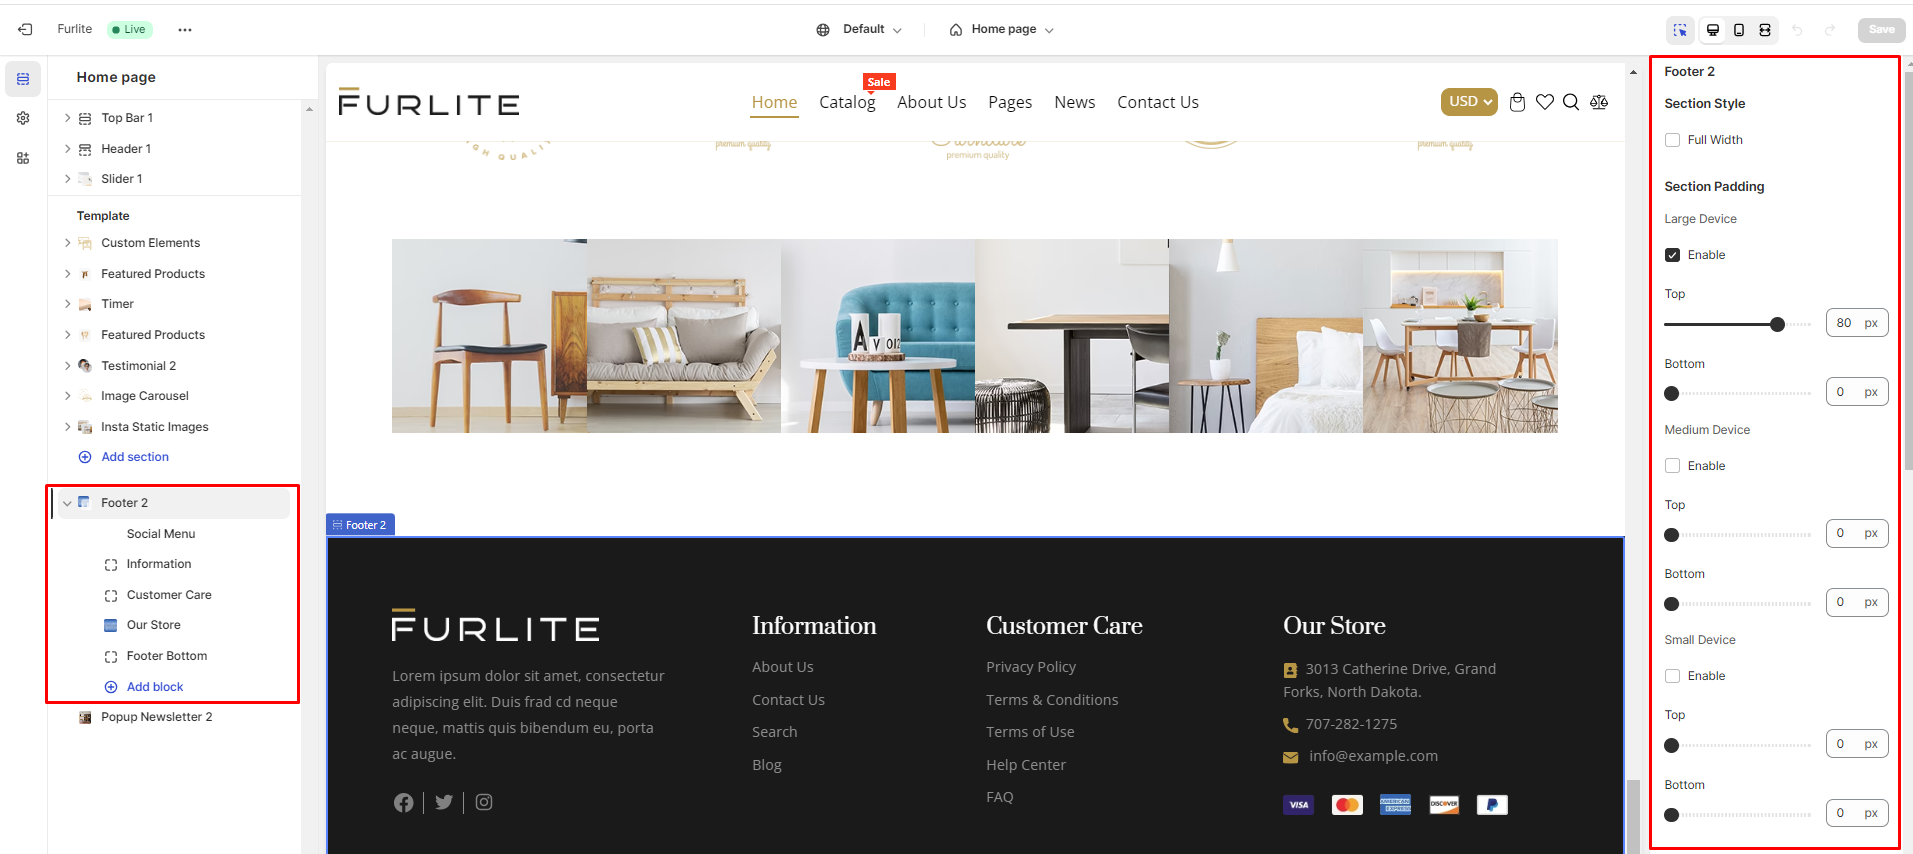 Furlite
Live
Default
Home page
Save
Home page
Top Bar 1
Header 1
Slider 1
Template
Custom Elements
Featured Products
Timer
Featured Products
Testimonial 2
Image Carousel
Insta Static Images
Add section
Footer 2
Social Menu
Information
Customer Care
Our Store
Footer Bottom
Add block
Popup Newsletter 2
FURLITE
Sale
Home
Catalog
About Us
Pages
News
Contact Us
USD
GH QUALITY
premium quality
Furniture
premium quality
premium quality
A V 012
Footer 2
FURLITE
Lorem ipsum dolor sit amet, consectetur
adipiscing elit. Duis frad cd neque
neque, mattis quis bibendum eu, porta
ac augue.
Information
About Us
Contact Us
Search
Blog
Customer Care
Privacy Policy
Terms & Conditions
Terms of Use
Help Center
FAQ
Our Store
3013 Catherine Drive, Grand
Forks, North Dakota.
707-282-1275
info@example.com
VISA
AMERICAN EXPRESS
DISCOVER
Footer 2
Section Style
Full Width
Section Padding
Large Device
Enable
Top
80 px
Bottom
0 px
Medium Device
Enable
Top
0 px
Bottom
0 px
Small Device
Enable
Top
0 px
Bottom
0 px